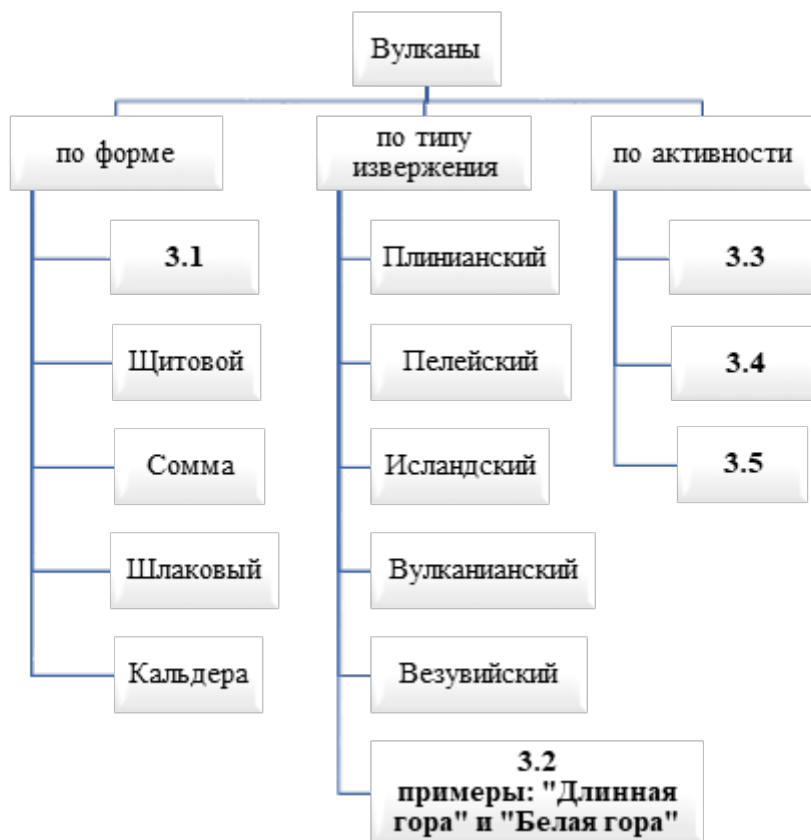 Вулканы
по форме
по типу
извержения
по активности
3.1
Щитовой
Сомма
Шлаковый
Кальдера
Плинианский
Пелейский
Исландский
Вулканианский
Везувийский
3.2
примеры: "Длинная
гора" и "Белая гора"
3.3
3.4
3.5